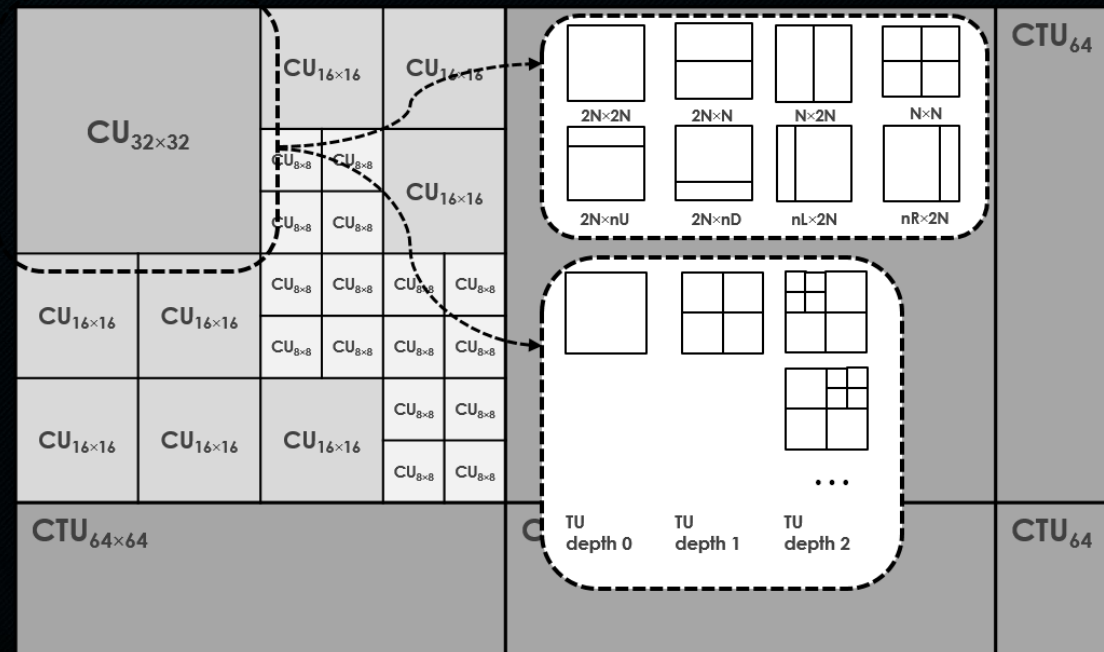 CU16×16 CU16×16 CTU64
CU32×32
2N×2N 2N×N N×2N N×N
CU8×8 CU8×8
CU16×16
CU8×8 CU8×8
2N×nU 2N×nD nL×2N nR×2N
CU8×8 CU8×8 CU8×8 CU8×8
CU16×16 CU16×16
CU8×8 CU8×8 CU8×8 CU8×8
CU8×8 CU8×8
CU16×16 CU16×16 CU16×16
CU8×8 CU8×8
...
TU TU TU
depth 0 depth 1 depth 2
CTU64×64 C CTU64